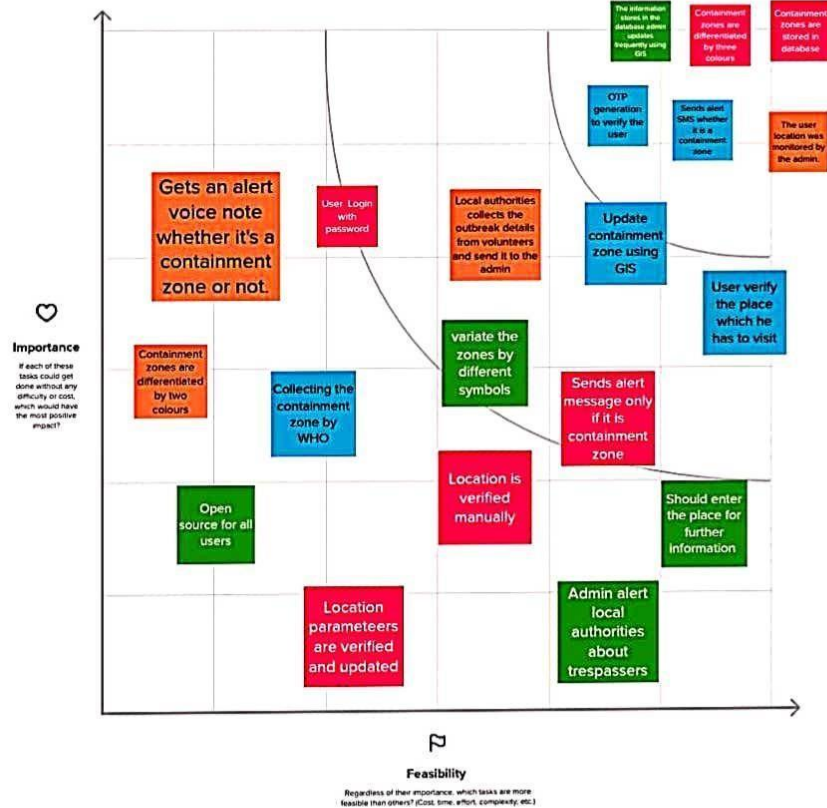 The information
stores in the
database admin
updates
frequently using
GIS
Containment
zones are
differentiated
by three
colours
Containment
zones are
stored in
database
OTP
generation
to verify the
user
Sends alert
SMS whether
it is a
containment
zone
The user
location was
monitored by
the admin.
Gets an alert
voice note
whether it's a
containment
zone or not.
User Login
with
password
Local authorities
collects the
outbreak details
from volunteers
and send it to the
admin
Update
containment
zone using
GIS
User verify
the place
which he
has to visit
Importance
If each of these
tasks could get
done without any
difficulty or cost,
which would have
the most positive
impact?
Containment
zones are
differentiated
by two
colours
Collecting the
containment
zone by
WHO
variate the
zones by
different
symbols
Sends alert
message only
if it is
containment
zone
Open
source for all
users
Location is
verified
manually
Should enter
the place for
further
information
Location
parameteers
are verified
and updated
Admin alert
local
authorities
about
trespassers
Feasibility
Regardless of their importance, which tasks are more
feasible than others? (Cost, time, effort, complexity, etc.)